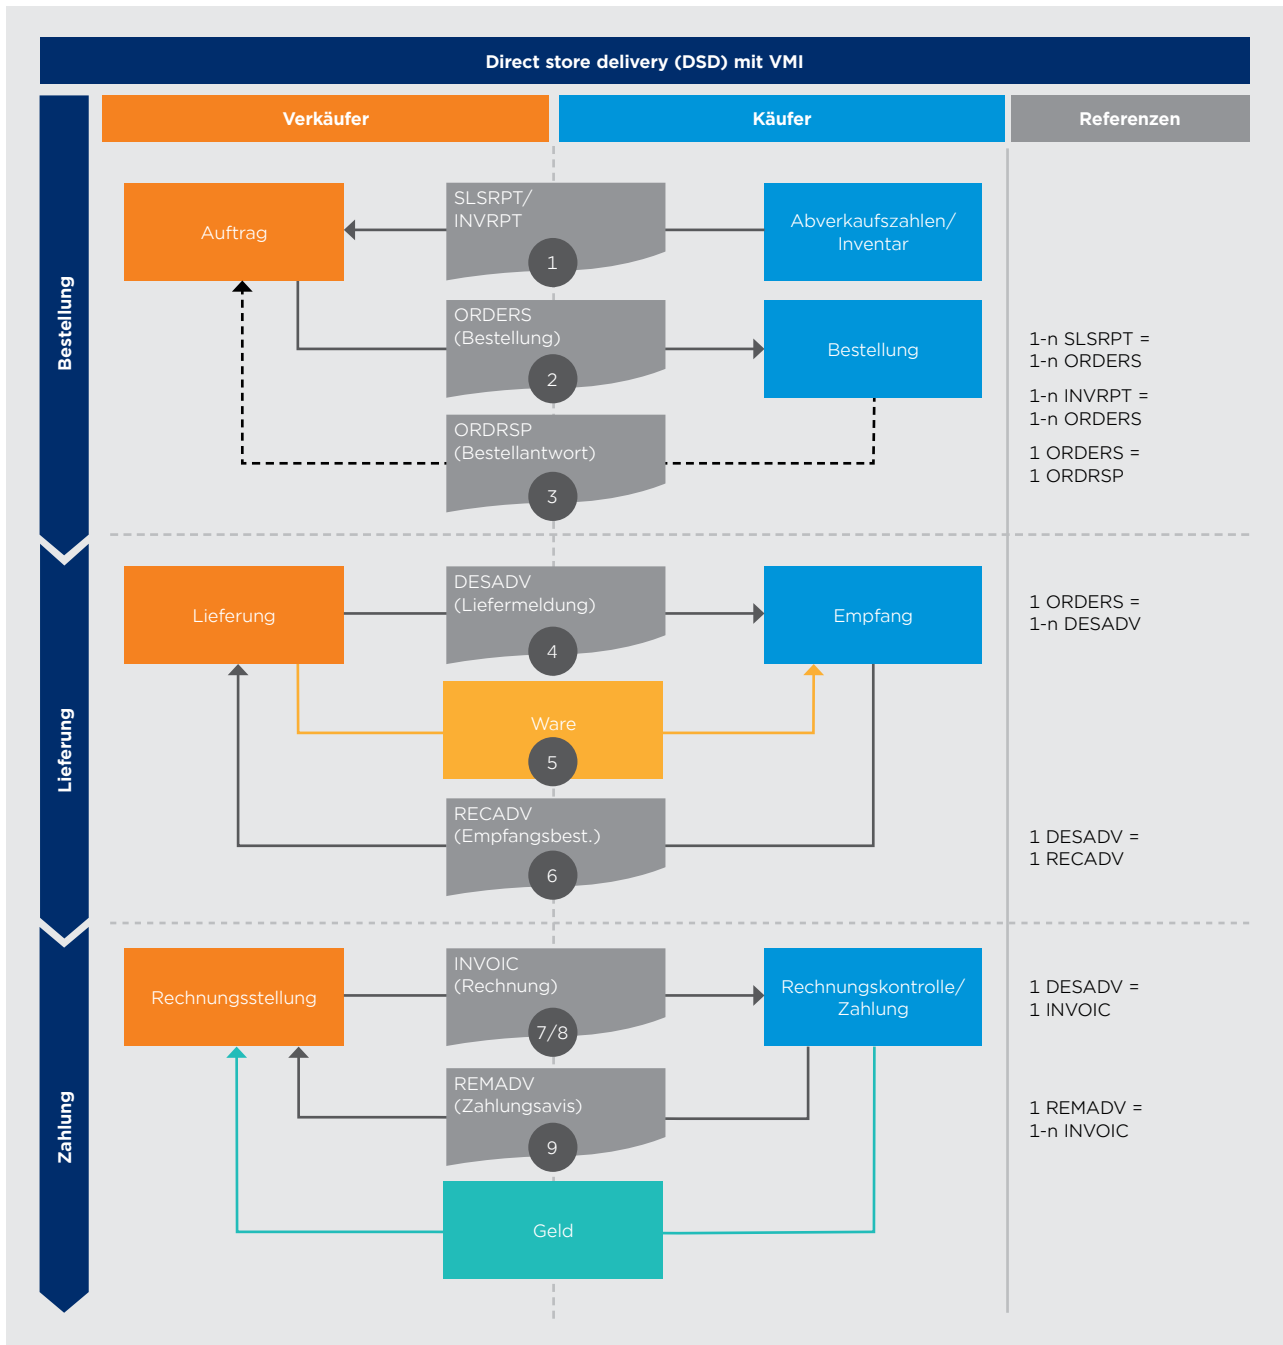 Direct store delivery (DSD) mit VMI
Verkäufer
Käufer
Referenzen
Bestellung
Auftrag
SLSRPT/
INVRPT
1
Abverkaufszahlen/
Inventar
ORDERS
(Bestellung)
2
Bestellung
ORDRSP
(Bestellantwort)
3
1-n SLSRPT =
1-n ORDERS
1-n INVRPT =
1-n ORDERS
1 ORDERS =
1 ORDRSP
Lieferung
Lieferung
DESADV
(Liefermeldung)
4
Empfang
1 ORDERS =
1-n DESADV
Ware
5
RECADV
(Empfangsbest.)
6
1 DESADV =
1 RECADV
Zahlung
Rechnungsstellung
INVOIC
(Rechnung)
7/8
Rechnungskontrolle/
Zahlung
1 DESADV =
1 INVOIC
REMADV
(Zahlungsavis)
9
1 REMADV =
1-n INVOIC
Geld